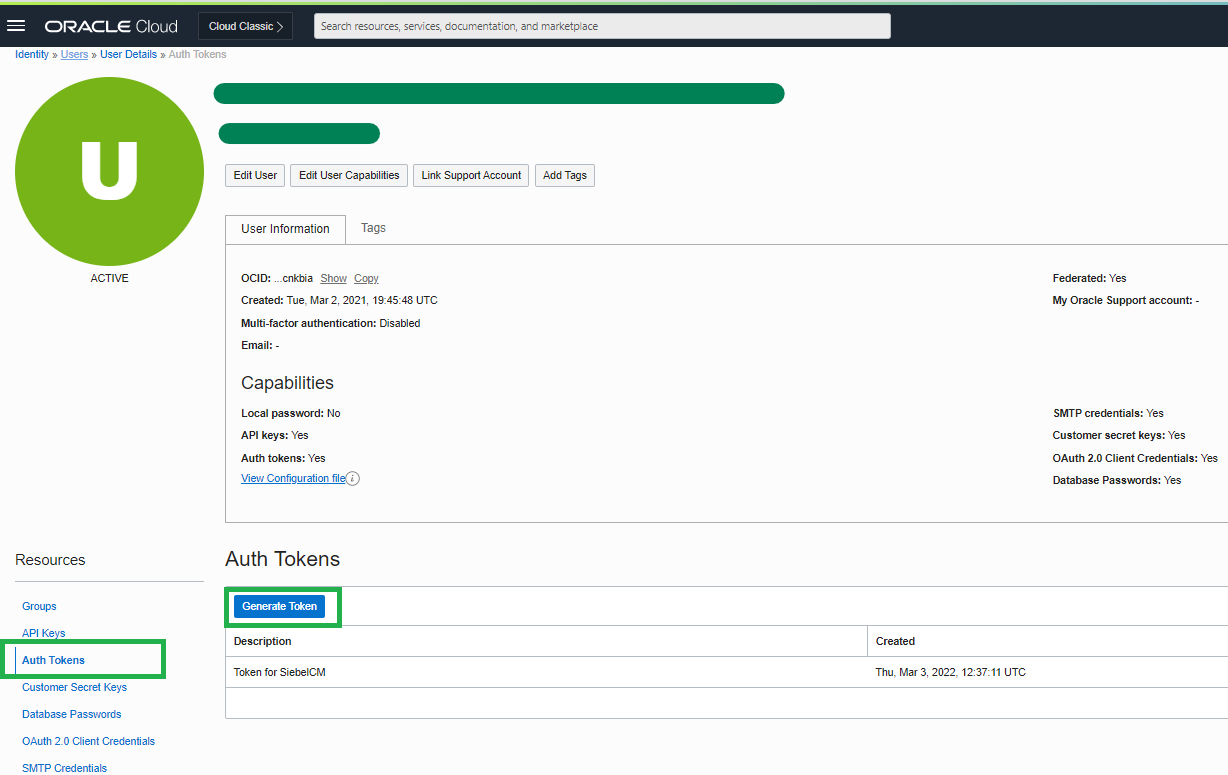 ORACLE Cloud Cloud Classic Search resources, services, documentation, and marketplace
Identity » Users » User Details » Auth Tokens
U
ACTIVE
Edit User Edit User Capabilities Link Support Account Add Tags
User Information Tags
OCID: ...cnkbia Show Copy Federated: Yes
Created: Tue, Mar 2, 2021, 19:45:48 UTC My Oracle Support account: -
Multi-factor authentication: Disabled
Email: -
Capabilities
Local password: No SMTP credentials: Yes
API keys: Yes Customer secret keys: Yes
Auth tokens: Yes OAuth 2.0 Client Credentials: Yes
View Configuration file i Database Passwords: Yes
Resources
Groups
API Keys
Auth Tokens
Customer Secret Keys
Database Passwords
OAuth 2.0 Client Credentials
SMTP Credentials
Auth Tokens
Generate Token
Description Created
Token for SiebelCM Thu, Mar 3, 2022, 12:37:11 UTC